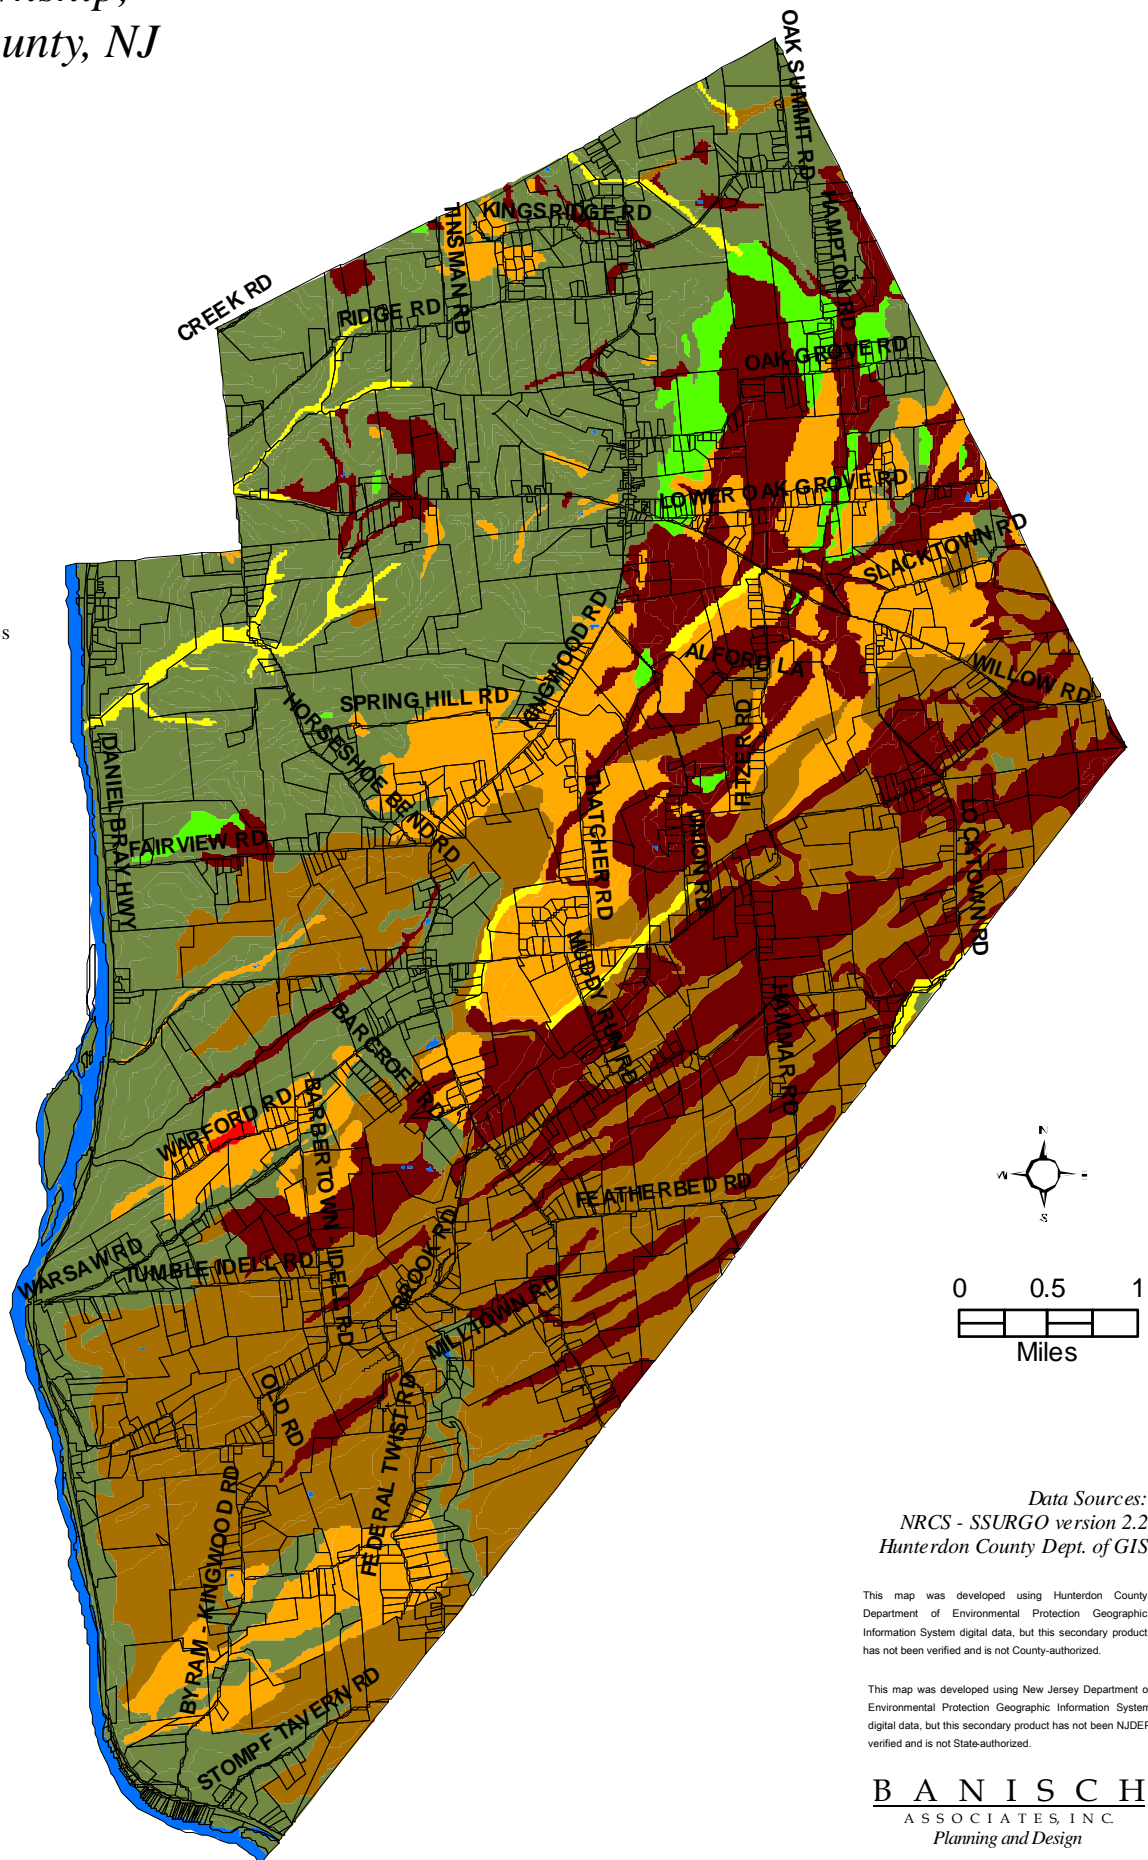 wnship,
unty, NJ
OAK SUMMIT RD
HAMPTON RD
KINGSRIDGE RD
TINSMAN RD
CREEK RD
RIDGE RD
OAK GROVE RD
LOWER OAK GROVE RD
SLACKTOWN RD
s
KINGWOOD RD
ALFORD LA
WILLOW RD
SPRING HILL RD
HORSESHOE BEND RD
FITZER RD
DANIEL BRAY HWY
HATCHER RD
UNION RD
LOCKTOWN RD
FAIRVIEW RD
MUDDY RUN RD
HAMMAR RD
BARCROFT RD
WARFORD RD
BARBERTOWN - IDELL RD
N
W
E
S
FEATHERBED RD
WARSAW RD
TUMBLE IDELL RD
BROOK RD
MILLTOWN RD
0 0.5 1
Miles
OLD RD
FEDERAL TWIST RD
BYRAM - KINGWOOD RD
STOMPF TAVERN RD
Data Sources:
NRCS - SSURGO version 2.2
Hunterdon County Dept. of GIS
This map was developed using Hunterdon County
Department of Environmental Protection Geographic
Information System digital data, but this secondary product
has not been verified and is not County-authorized.
This map was developed using New Jersey Department o
Environmental Protection Geographic Information System
digital data, but this secondary product has not been NJDEP
verified and is not State-authorized.
BANISCH
ASSOCIATES, INC.
Planning and Design